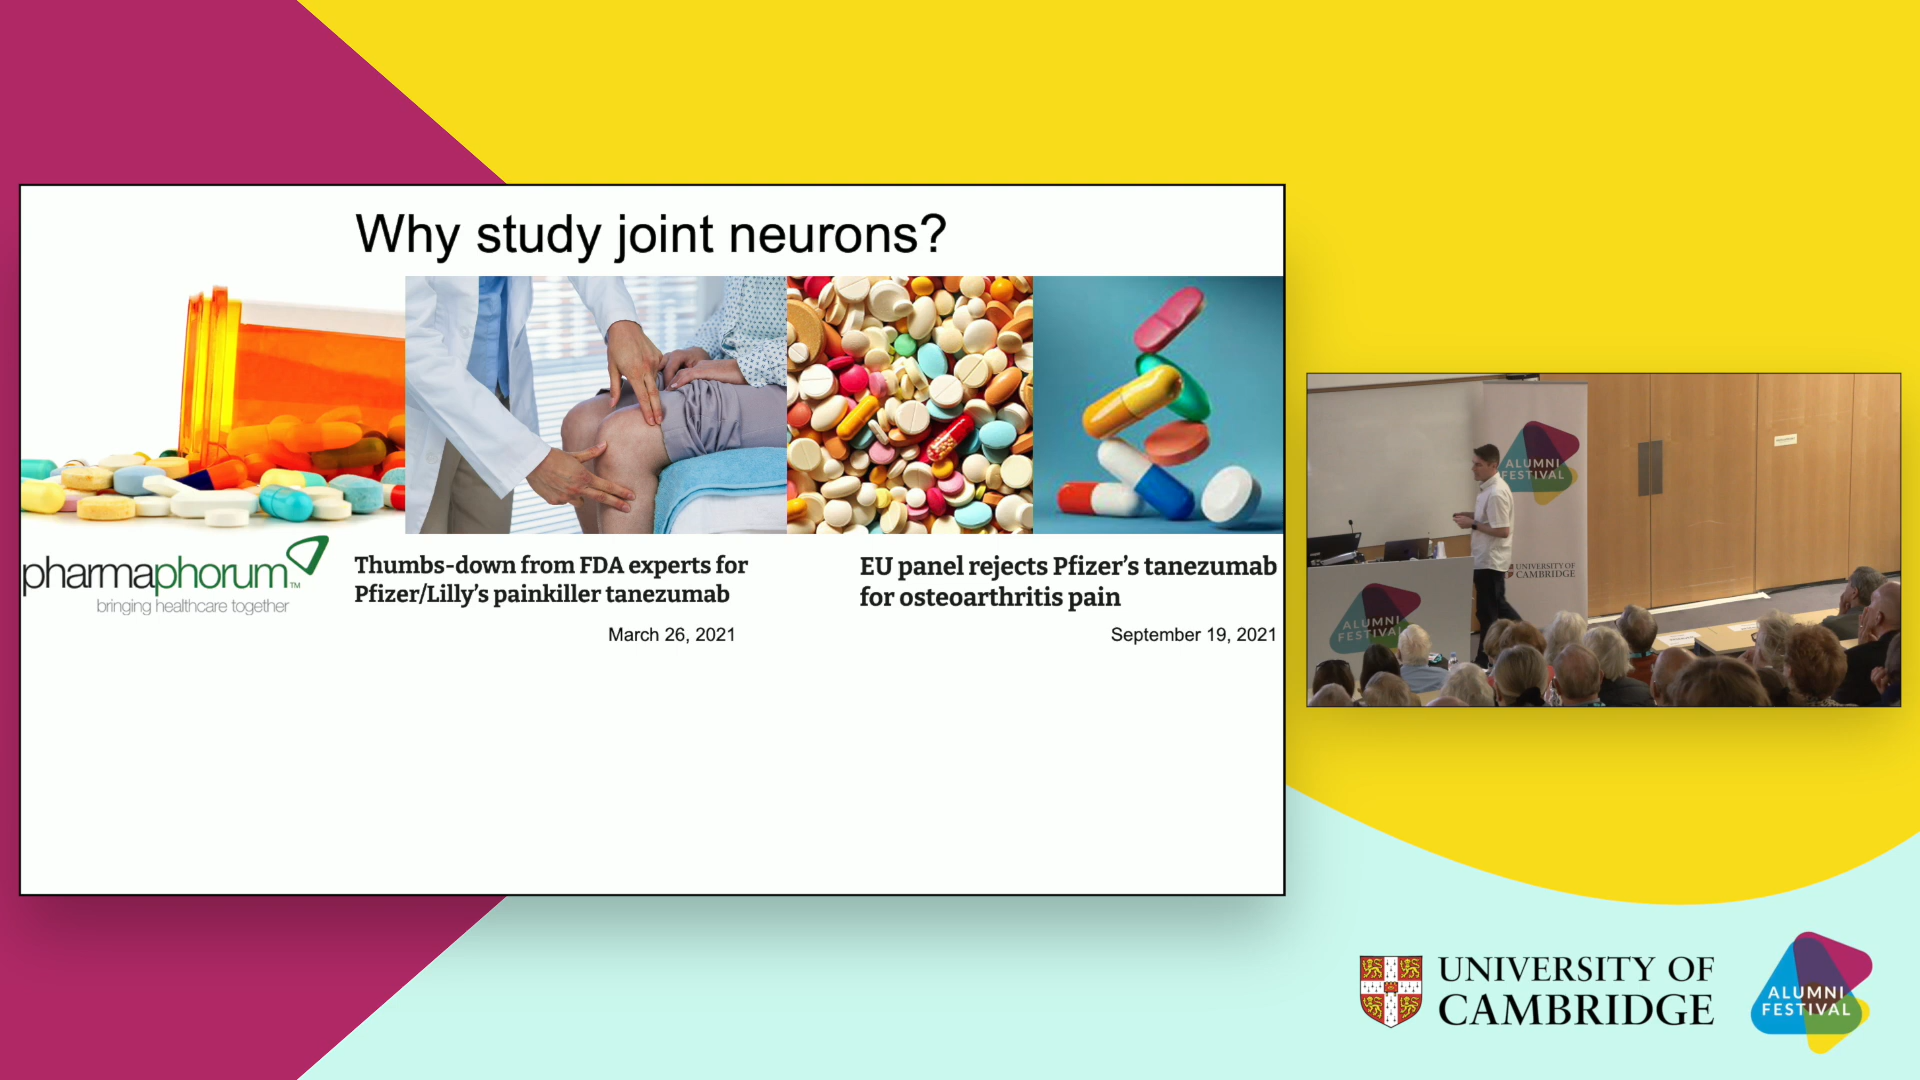 Why study joint neurons?
pharmaphorum™
bringing healthcare together
Thumbs-down from FDA experts for
Pfizer/Lilly's painkiller tanezumab
March 26, 2021
EU panel rejects Pfizer's tanezumab
for osteoarthritis pain
September 19, 2021
ALUMNI
FESTIVAL
UNIVERSITY OF
CAMBRIDGE
ALUMNI
FESTIVAL
UNIVERSITY OF
CAMBRIDGE
ALUMNI
FESTIVAL